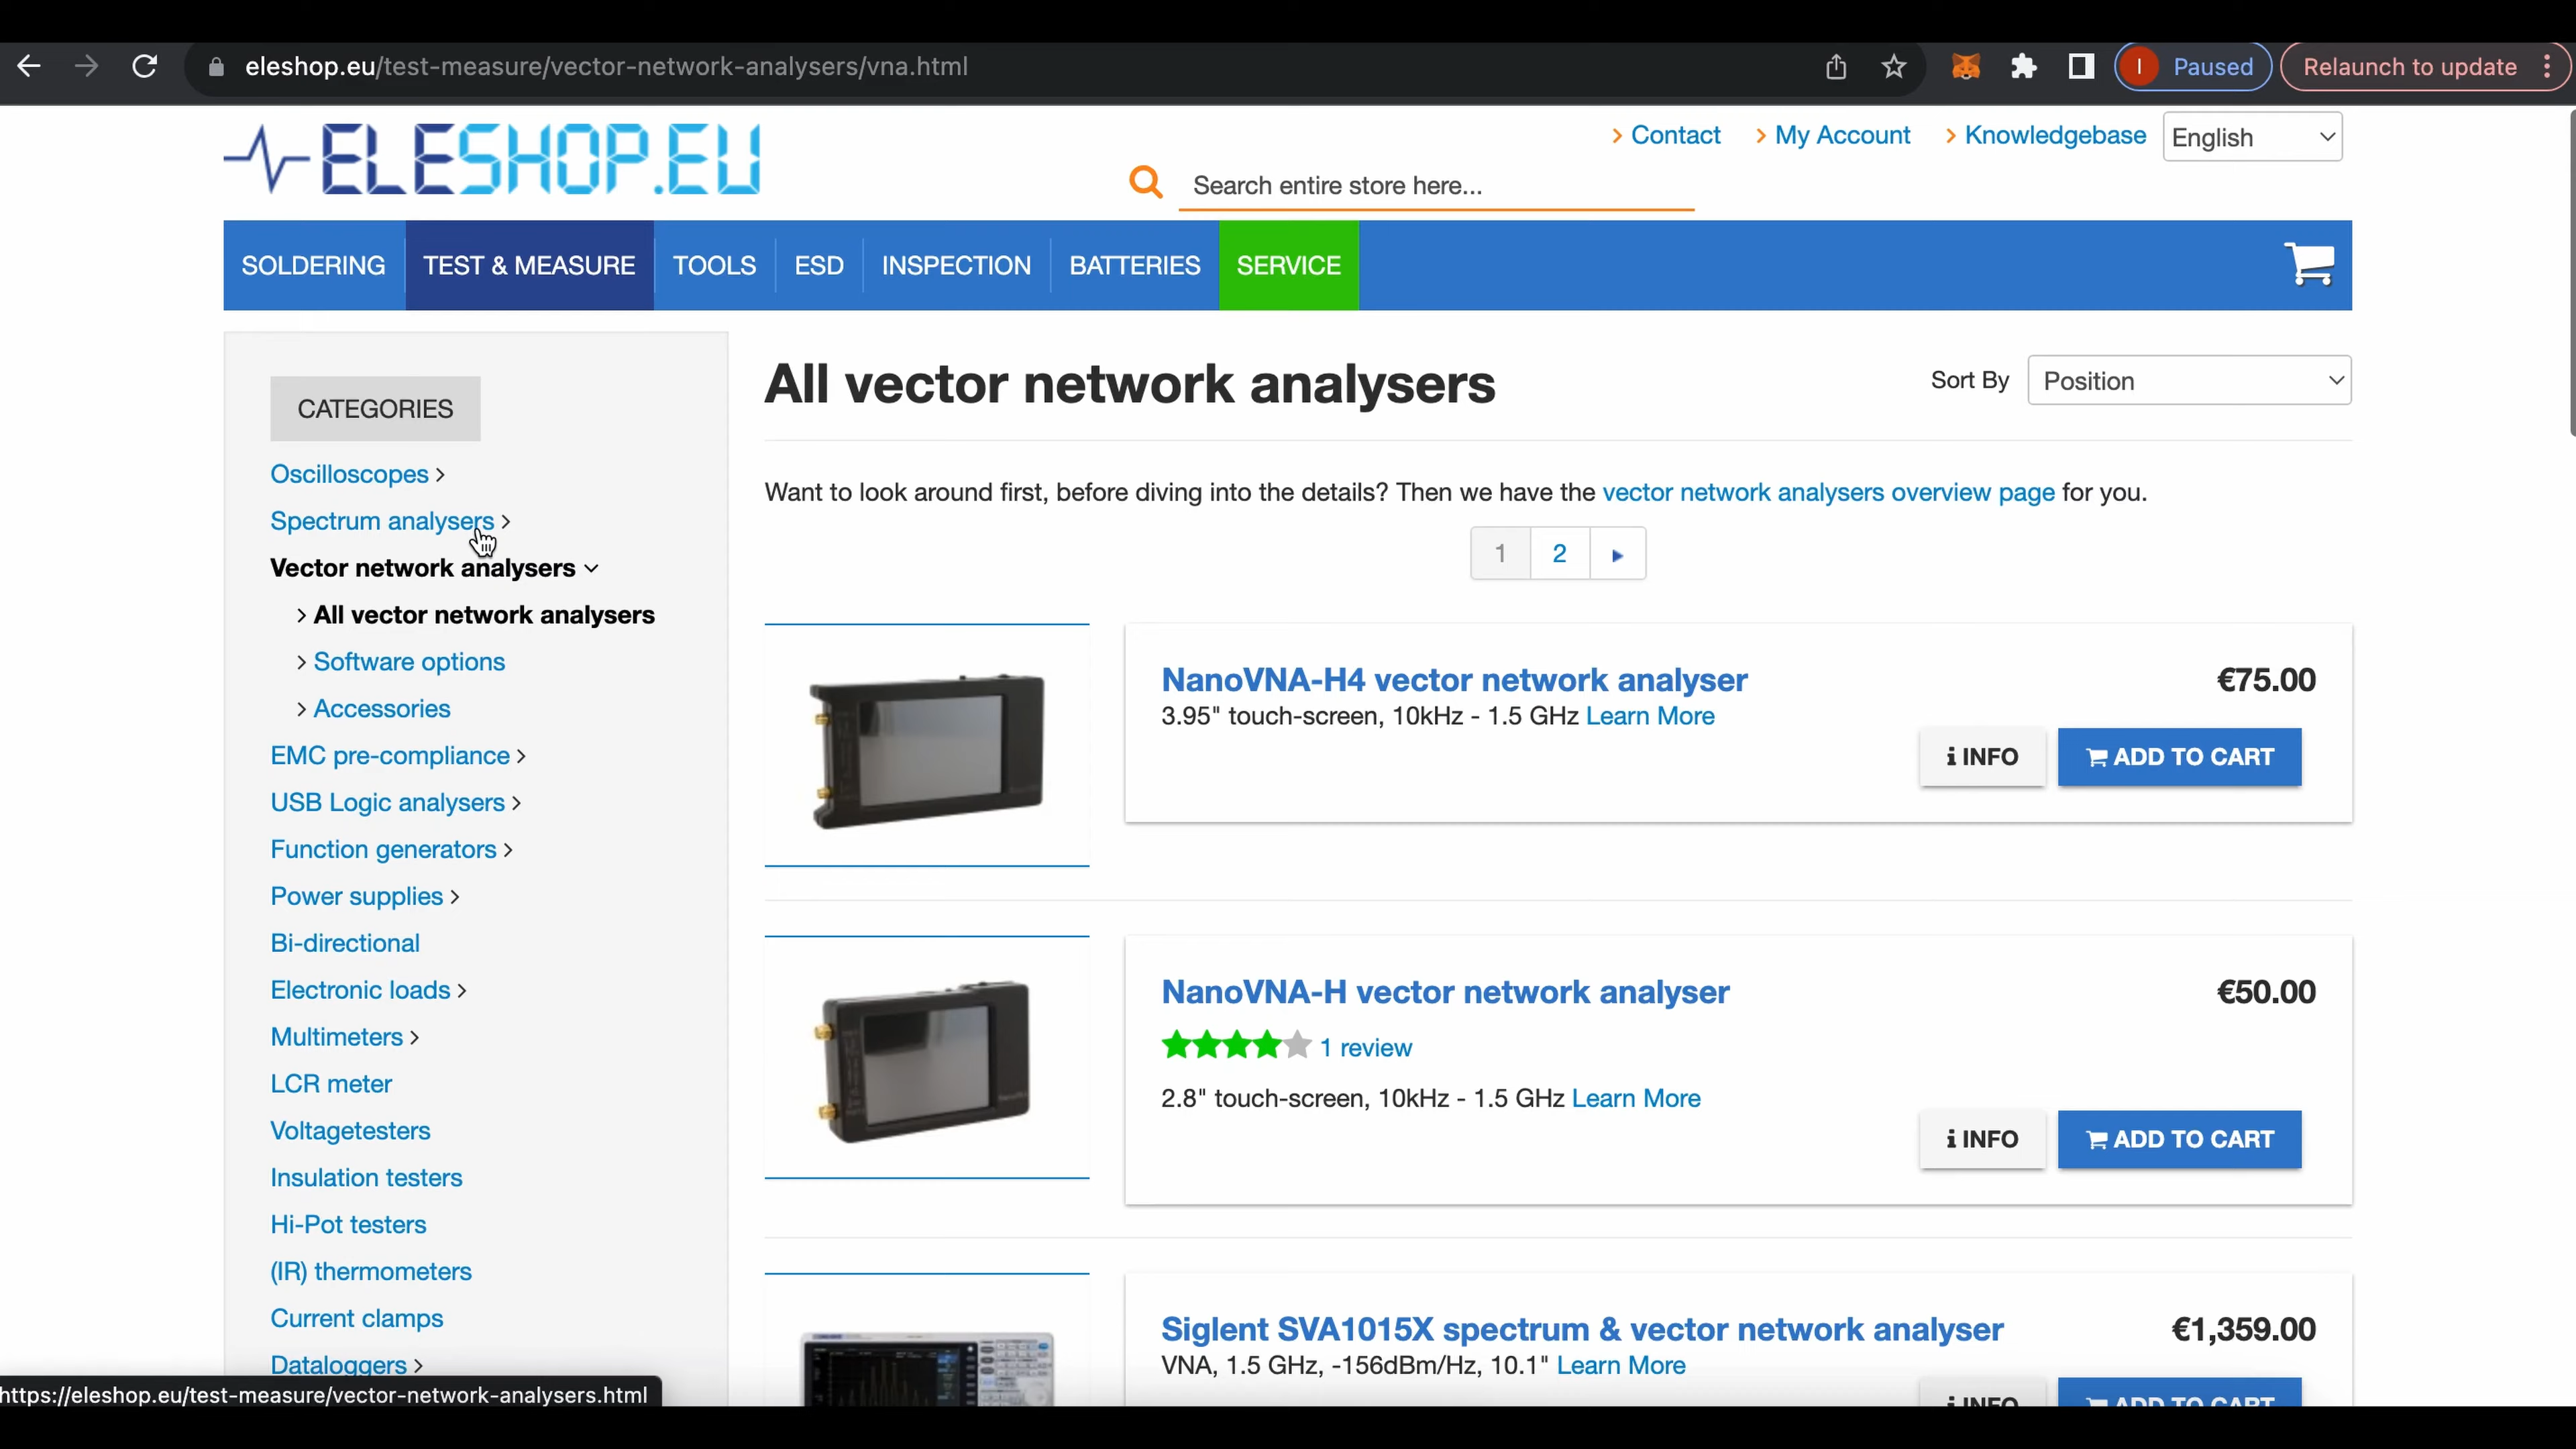 eleshop.eu/test-measure/vector-network-analysers/vna.html
I
Paused
Relaunch to update
ELESHOP.EU
Contact
My Account
Knowledgebase
English
Search entire store here...
SOLDERING
TEST & MEASURE
TOOLS
ESD
INSPECTION
BATTERIES
SERVICE
CATEGORIES
Oscilloscopes
Spectrum analysers
Vector network analysers
All vector network analysers
Software options
Accessories
EMC pre-compliance
USB Logic analysers
Function generators
Power supplies
Bi-directional
Electronic loads
Multimeters
LCR meter
Voltagetesters
Insulation testers
Hi-Pot testers
(IR) thermometers
Current clamps
Dataloggers
All vector network analysers
Sort By
Position
Want to look around first, before diving into the details? Then we have the vector network analysers overview page for you.
1
2
NanoVNA-H4 vector network analyser
€75.00
3.95" touch-screen, 10kHz - 1.5 GHz Learn More
INFO
ADD TO CART
NanoVNA-H vector network analyser
€50.00
1 review
2.8" touch-screen, 10kHz - 1.5 GHz Learn More
INFO
ADD TO CART
Siglent SVA1015X spectrum & vector network analyser
€1,359.00
VNA, 1.5 GHz, -156dBm/Hz, 10.1" Learn More
INFO
ADD TO CART
https://eleshop.eu/test-measure/vector-network-analysers.html